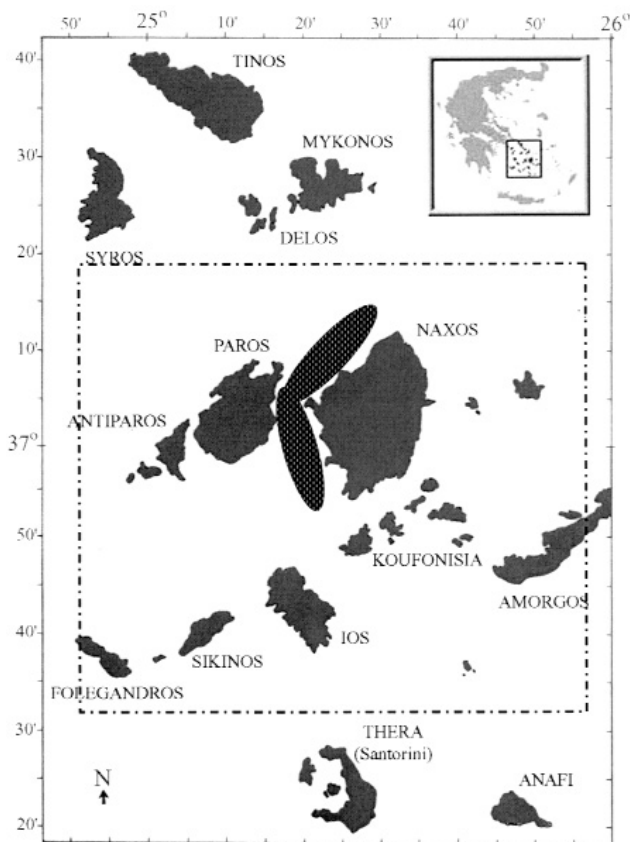 50' 25° 10' 20' 30' 40' 50' 26°
40'
TINOS
30'
MYKONOS
DELOS
20'
SYROS
10'
PAROS
NAXOS
ANTIPAROS
37°
50'
KOUFONISIA
AMORGOS
40'
IOS
SIKINOS
FOLEGANDROS
30'
THERA
(Santorini)
N
ANAFI
20'